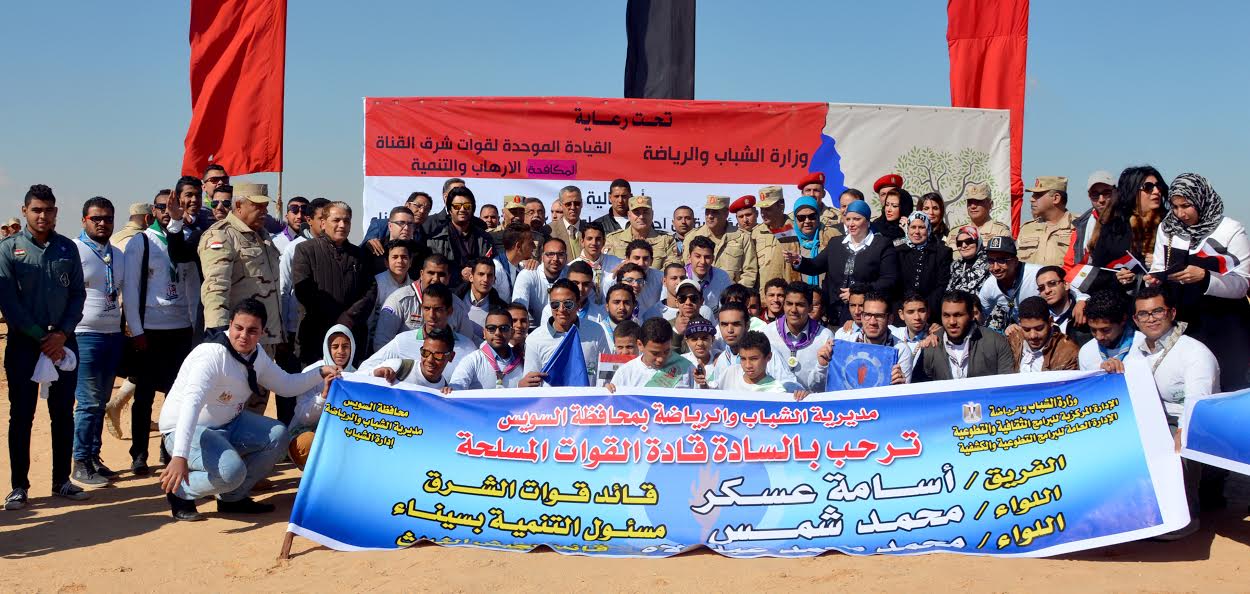 تحت رعاية
وزارة الشباب والرياضة
القيادة الموحدة لقوات شرق القناة
المكافحة الارهاب والتنمية
وزارة الشباب والرياضة
الإدارة المركزية للبرامج الثقافية والتطوعية
الإدارة العامة للبرامج التطوعية والكشفية
محافظة السويس
مديرية الشباب والرياضة
إدارة الشباب
مديرية الشباب والرياضة بمحافظة السويس
ترحب بالسادة قادة القوات المسلحة
الفريق / أسامة عسكر قائد قوات الشرق
اللواء / محمد شمس مسئول التنمية بسيناء
اللواء / محمد